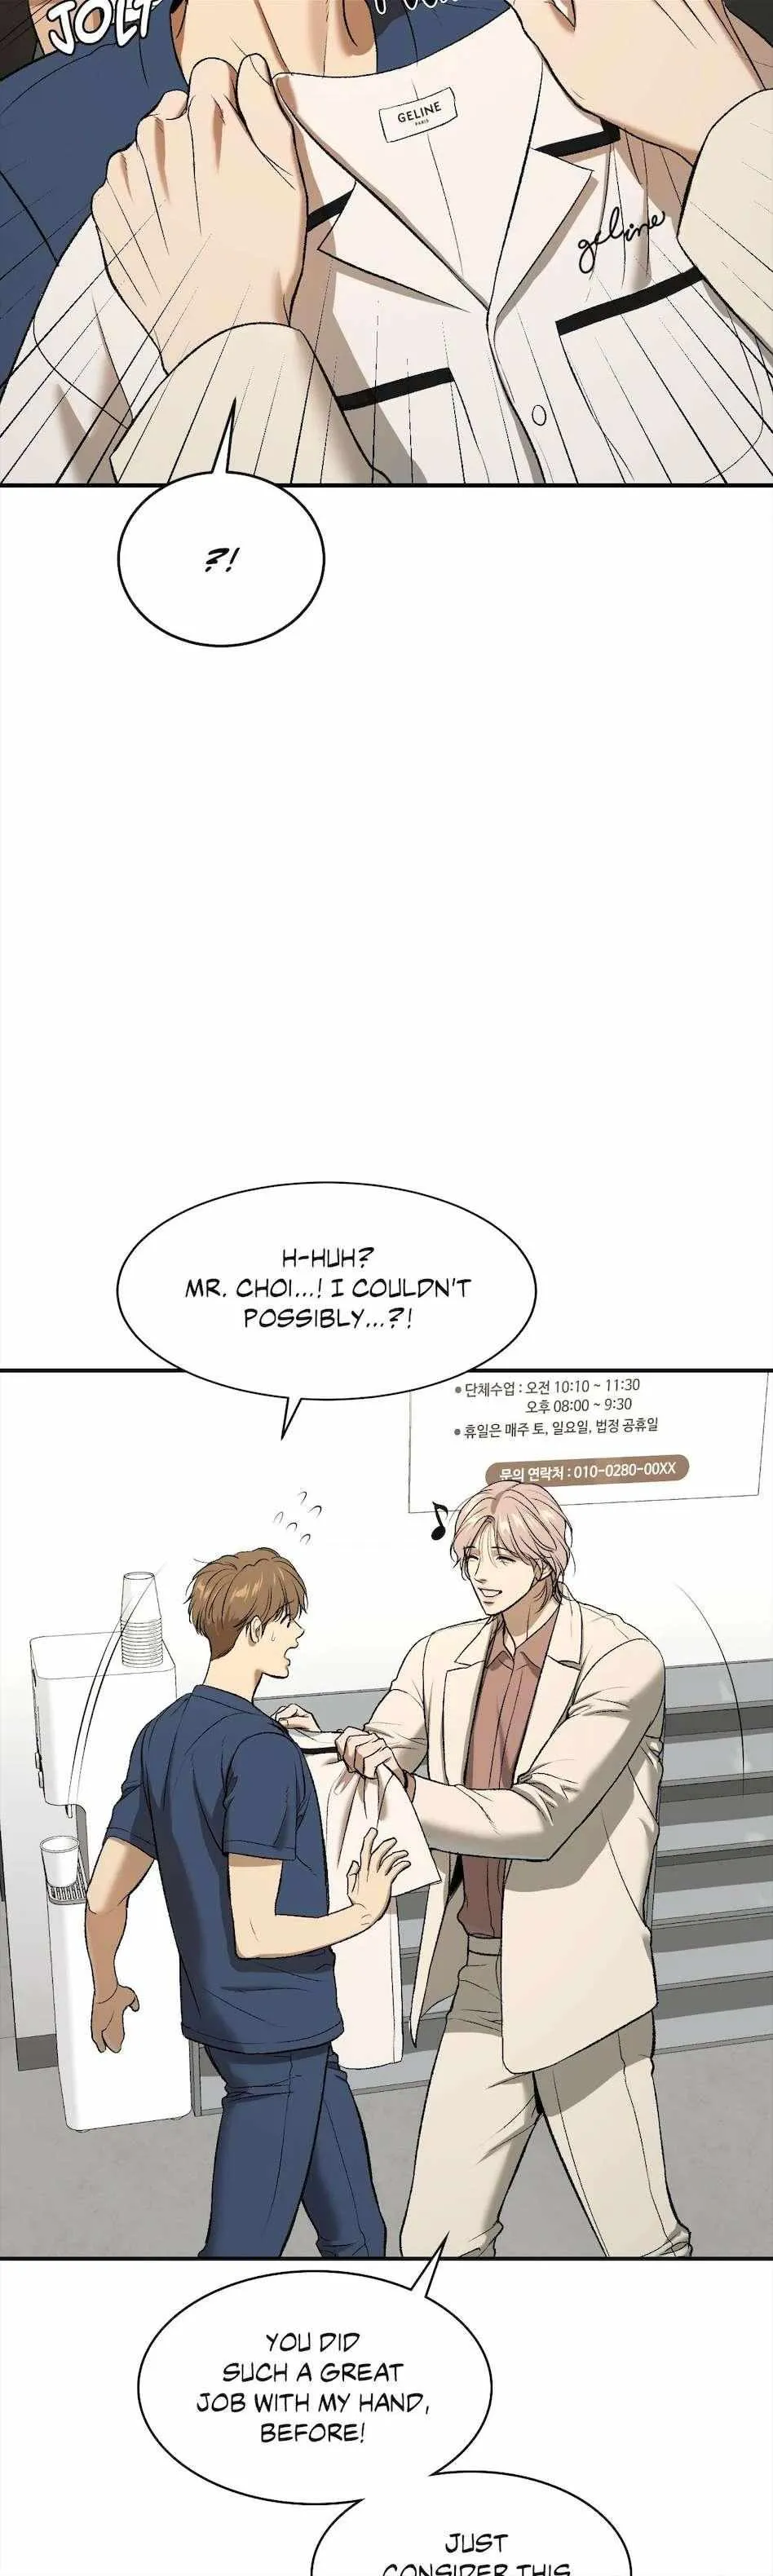 JOLT
GELINE
PARIS
geline
?!
H-HUH?
MR. CHOI...! I COULDN'T
POSSIBLY...?!
• 단체수업 : 오전 10:10 ~ 11:30
오후 08:00 ~ 9:30
• 휴일은 매주 토, 일요일, 법정 공휴일
문의 연락처 : 010-0280-00XX
YOU DID
SUCH A GREAT
JOB WITH MY HAND,
BEFORE!
JUST
CONSIDER THIS